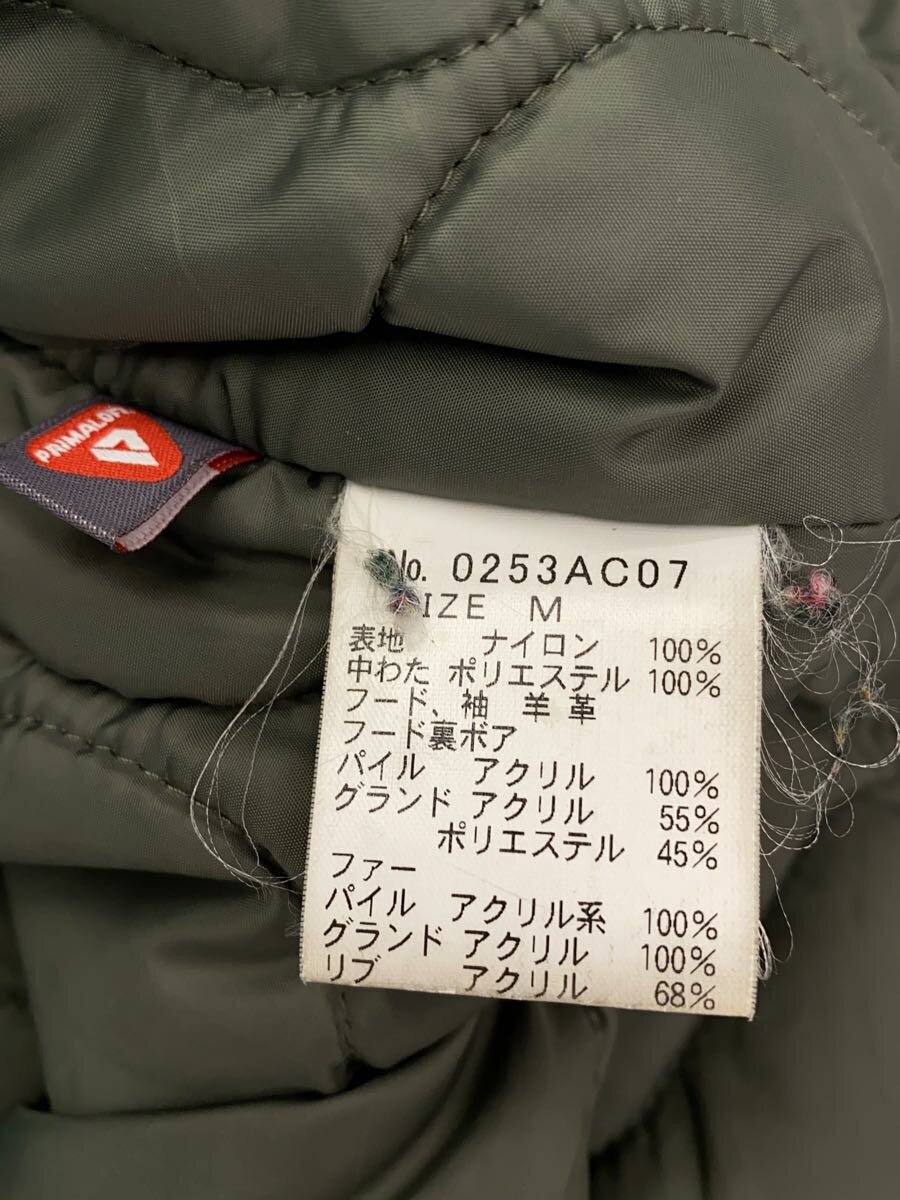 PRIMALOFT
No. 0253AC07
SIZE M
表地 ナイロン 100%
中わた ポリエステル 100%
フード、袖 羊革
フード裏ボア
パイル アクリル 100%
グランド アクリル 55%
ポリエステル 45%
ファー
パイル アクリル系 100%
グランド アクリル 100%
リブ アクリル 68%